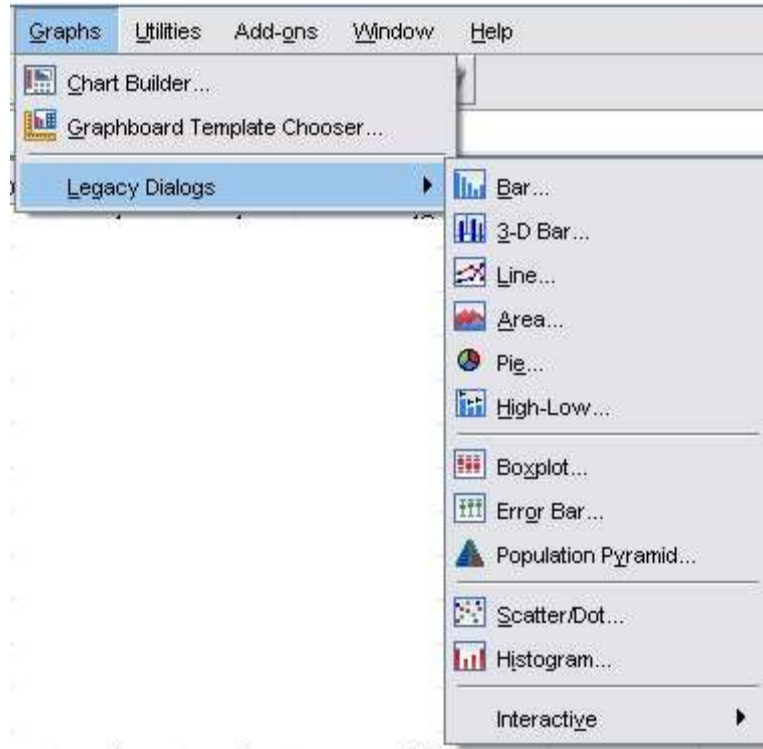 Graphs Utilities Add-ons Window Help
Chart Builder...
Graphboard Template Chooser...
Legacy Dialogs
Bar...
3-D Bar...
Line...
Area...
Pie...
High-Low...
Boxplot...
Error Bar...
Population Pyramid...
Scatter/Dot...
Histogram...
Interactive